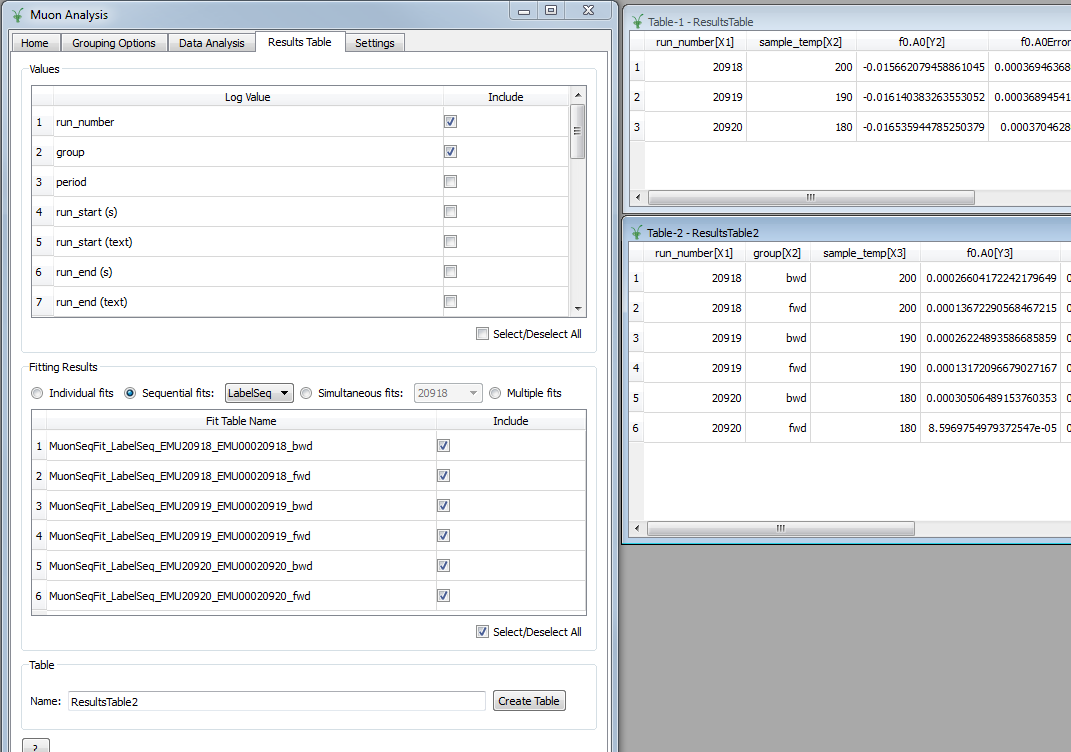 Muon Analysis
Home Grouping Options Data Analysis Results Table Settings
Values
Log Value Include
1 run_number
2 group
3 period
4 run_start (s)
5 run_start (text)
6 run_end (s)
7 run_end (text)
Select/Deselect All
Fitting Results
Individual fits Sequential fits: LabelSeq Simultaneous fits: 20918 Multiple fits
Fit Table Name Include
1 MuonSeqFit_LabelSeq_EMU20918_EMU00020918_bwd
2 MuonSeqFit_LabelSeq_EMU20918_EMU00020918_fwd
3 MuonSeqFit_LabelSeq_EMU20919_EMU00020919_bwd
4 MuonSeqFit_LabelSeq_EMU20919_EMU00020919_fwd
5 MuonSeqFit_LabelSeq_EMU20920_EMU00020920_bwd
6 MuonSeqFit_LabelSeq_EMU20920_EMU00020920_fwd
Select/Deselect All
Table
Name: ResultsTable2 Create Table
?
Table-1 - ResultsTable
run_number[X1] sample_temp[X2] f0.A0[Y2] f0.A0Error
1 20918 200 -0.015662079458861045 0.00036946368
2 20919 190 -0.016140383263553052 0.00036894541
3 20920 180 -0.016535944785250379 0.0003704628
Table-2 - ResultsTable2
run_number[X1] group[X2] sample_temp[X3] f0.A0[Y3]
1 20918 bwd 200 0.00026604172242179649 0
2 20918 fwd 200 0.00013672290568467215 0
3 20919 bwd 190 0.00026224893586685859 0
4 20919 fwd 190 0.00013172096679027167 0
5 20920 bwd 180 0.00030506489153760353 0
6 20920 fwd 180 8.5969754979372547e-05 0